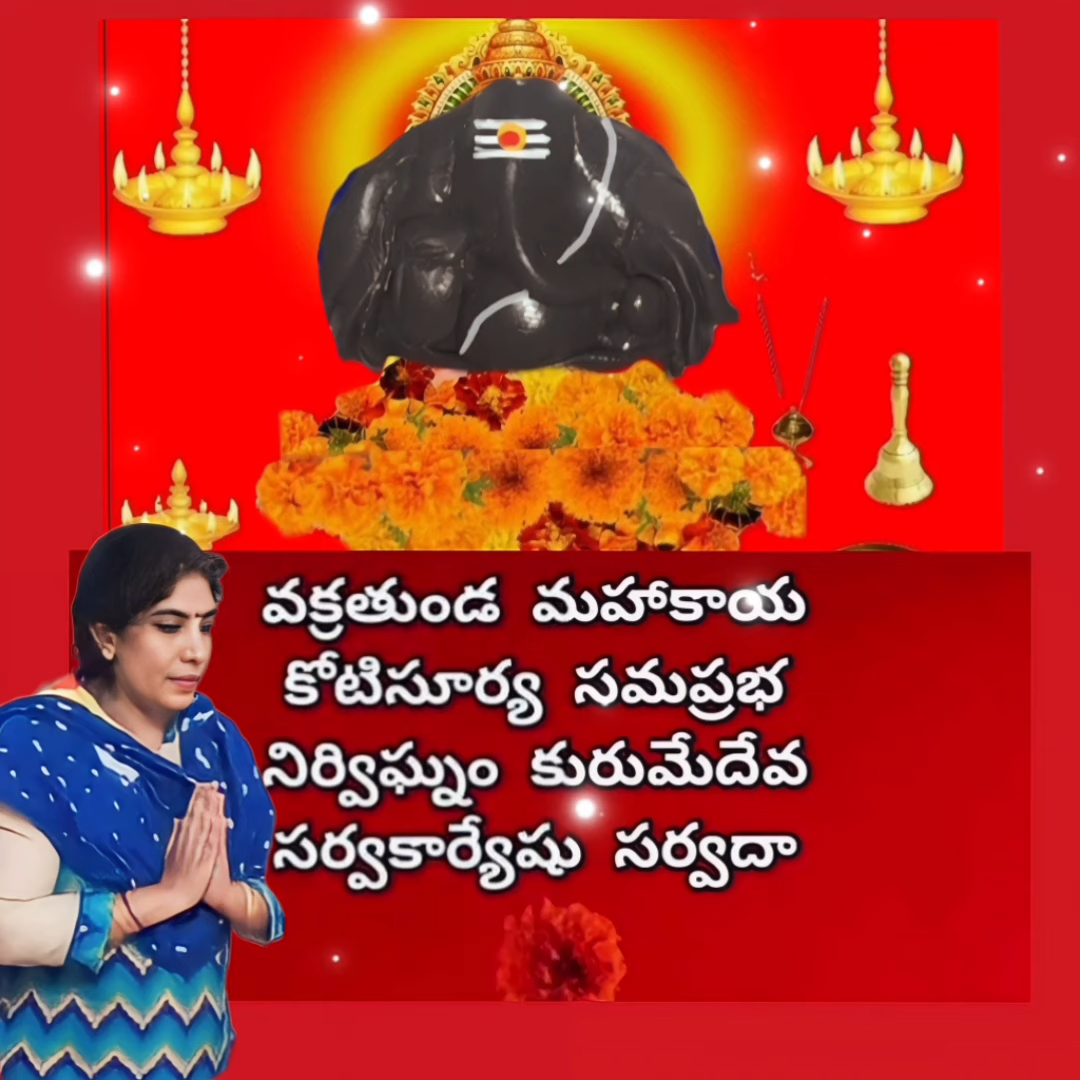 వక్రతుండ మహాకాయ
కోటిసూర్య సమప్రభ
నిర్విఘ్నం కురుమేదేవ
సర్వకార్యేషు సర్వదా